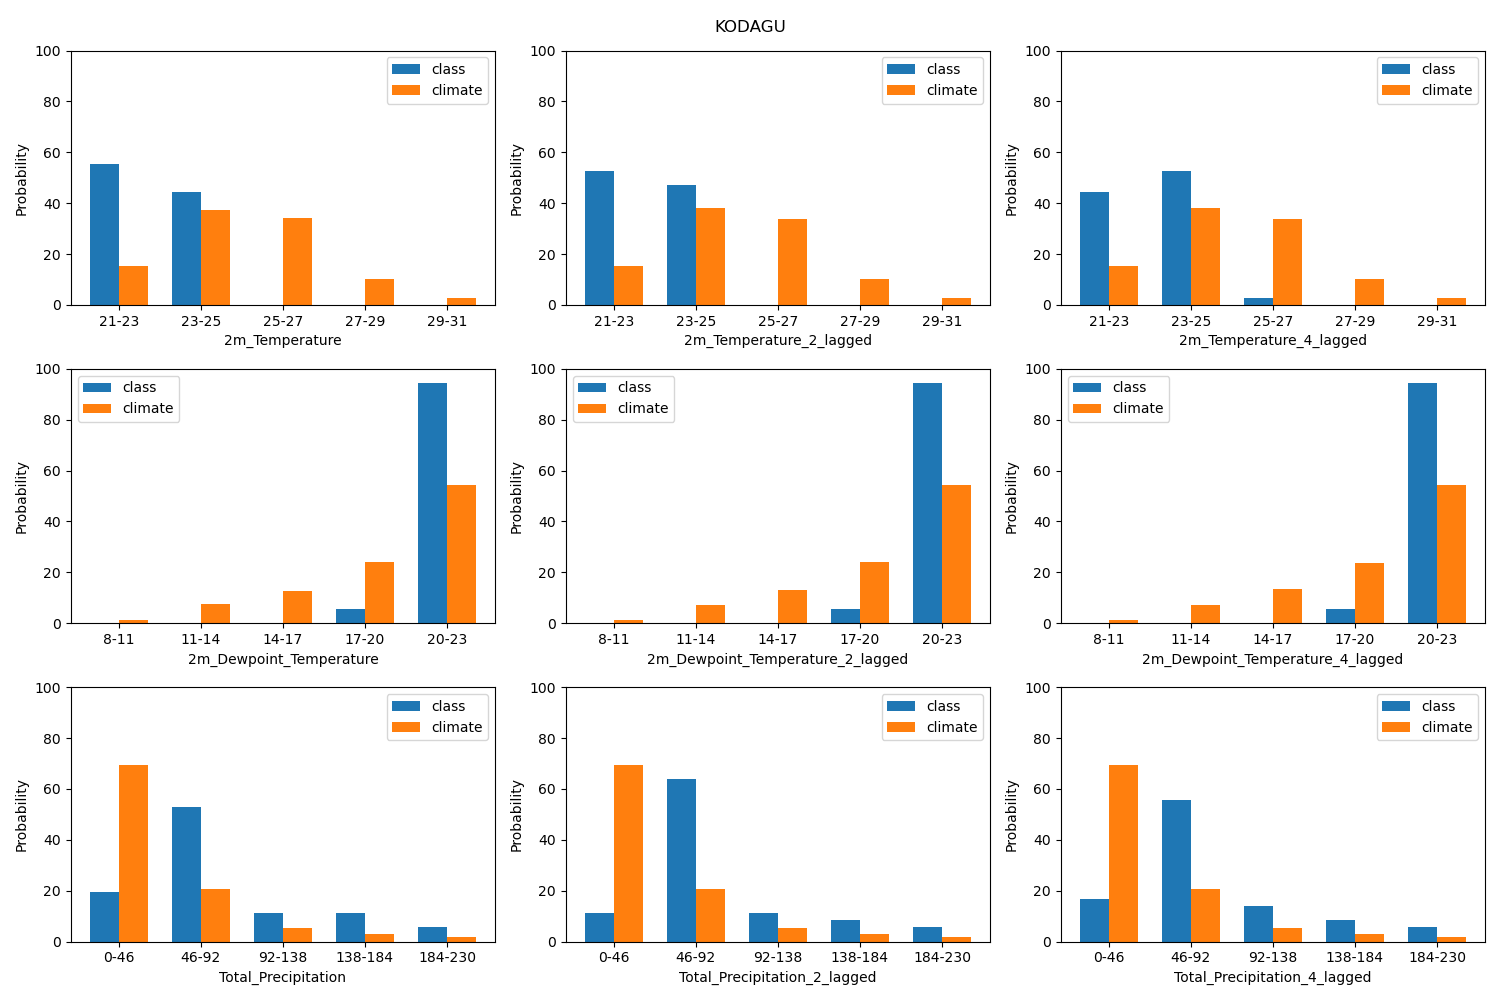 KODAGU
100
80
60
40
20
0
Probability
class
climate
21-23 23-25 25-27 27-29 29-31
2m_Temperature
100
80
60
40
20
0
Probability
class
climate
21-23 23-25 25-27 27-29 29-31
2m_Temperature_2_lagged
100
80
60
40
20
0
Probability
class
climate
21-23 23-25 25-27 27-29 29-31
2m_Temperature_4_lagged
100
80
60
40
20
0
Probability
class
climate
8-11 11-14 14-17 17-20 20-23
2m_Dewpoint_Temperature
100
80
60
40
20
0
Probability
class
climate
8-11 11-14 14-17 17-20 20-23
2m_Dewpoint_Temperature_2_lagged
100
80
60
40
20
0
Probability
class
climate
8-11 11-14 14-17 17-20 20-23
2m_Dewpoint_Temperature_4_lagged
100
80
60
40
20
0
Probability
class
climate
0-46 46-92 92-138 138-184 184-230
Total_Precipitation
100
80
60
40
20
0
Probability
class
climate
0-46 46-92 92-138 138-184 184-230
Total_Precipitation_2_lagged
100
80
60
40
20
0
Probability
class
climate
0-46 46-92 92-138 138-184 184-230
Total_Precipitation_4_lagged